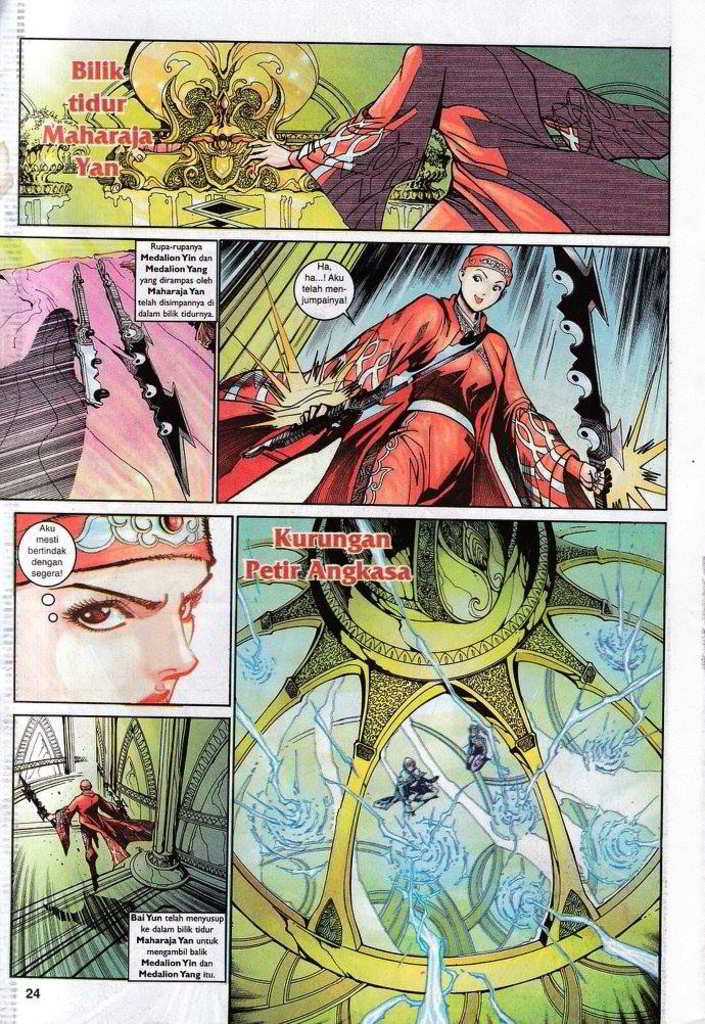 Bilik
tidur
Maharaja
Yan
Rupa-rupanya
Medalion Yin dan
Medalion Yang
yang dirampas oleh
Maharaja Yan
telah disimpannya di
dalam bilik tidurnya.
Ha,
ha...! Aku
telah men-
jumpainya!
Aku
mesti
bertindak
dengan
segera!
Kurungan
Petir Angkasa
Bai Yun telah menyusup
ke dalam bilik tidur
Maharaja Yan untuk
mengambil balik
Medalion Yin dan
Medalion Yang itu.
24